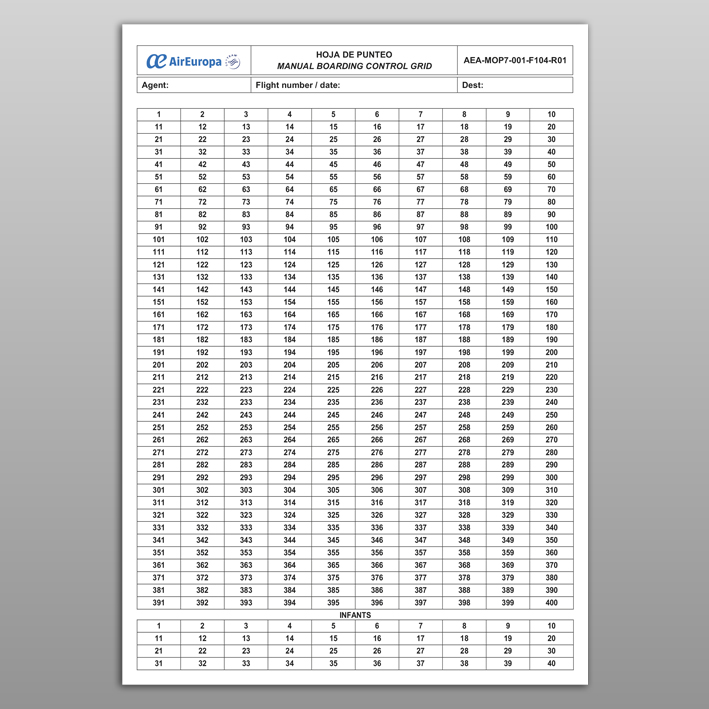 AirEuropa
HOJA DE PUNTEO
MANUAL BOARDING CONTROL GRID
AEA-MOP7-001-F104-R01
Agent: Flight number / date: Dest:
1 2 3 4 5 6 7 8 9 10
11 12 13 14 15 16 17 18 19 20
21 22 23 24 25 26 27 28 29 30
31 32 33 34 35 36 37 38 39 40
41 42 43 44 45 46 47 48 49 50
51 52 53 54 55 56 57 58 59 60
61 62 63 64 65 66 67 68 69 70
71 72 73 74 75 76 77 78 79 80
81 82 83 84 85 86 87 88 89 90
91 92 93 94 95 96 97 98 99 100
101 102 103 104 105 106 107 108 109 110
111 112 113 114 115 116 117 118 119 120
121 122 123 124 125 126 127 128 129 130
131 132 133 134 135 136 137 138 139 140
141 142 143 144 145 146 147 148 149 150
151 152 153 154 155 156 157 158 159 160
161 162 163 164 165 166 167 168 169 170
171 172 173 174 175 176 177 178 179 180
181 182 183 184 185 186 187 188 189 190
191 192 193 194 195 196 197 198 199 200
201 202 203 204 205 206 207 208 209 210
211 212 213 214 215 216 217 218 219 220
221 222 223 224 225 226 227 228 229 230
231 232 233 234 235 236 237 238 239 240
241 242 243 244 245 246 247 248 249 250
251 252 253 254 255 256 257 258 259 260
261 262 263 264 265 266 267 268 269 270
271 272 273 274 275 276 277 278 279 280
281 282 283 284 285 286 287 288 289 290
291 292 293 294 295 296 297 298 299 300
301 302 303 304 305 306 307 308 309 310
311 312 313 314 315 316 317 318 319 320
321 322 323 324 325 326 327 328 329 330
331 332 333 334 335 336 337 338 339 340
341 342 343 344 345 346 347 348 349 350
351 352 353 354 355 356 357 358 359 360
361 362 363 364 365 366 367 368 369 370
371 372 373 374 375 376 377 378 379 380
381 382 383 384 385 386 387 388 389 390
391 392 393 394 395 396 397 398 399 400
INFANTS
1 2 3 4 5 6 7 8 9 10
11 12 13 14 15 16 17 18 19 20
21 22 23 24 25 26 27 28 29 30
31 32 33 34 35 36 37 38 39 40